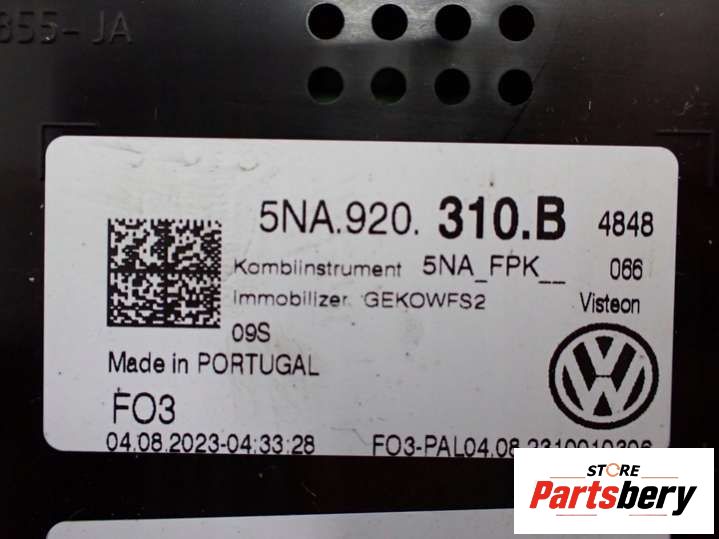 855-JA
5NA.920. 310.B 4848
Kombiinstrument 5NA_FPK__ 066
Immobilizer GEKOWFS2 Visteon
09S
Made in PORTUGAL
FO3
04.08.2023-04:33:28
STORE
Partsbery